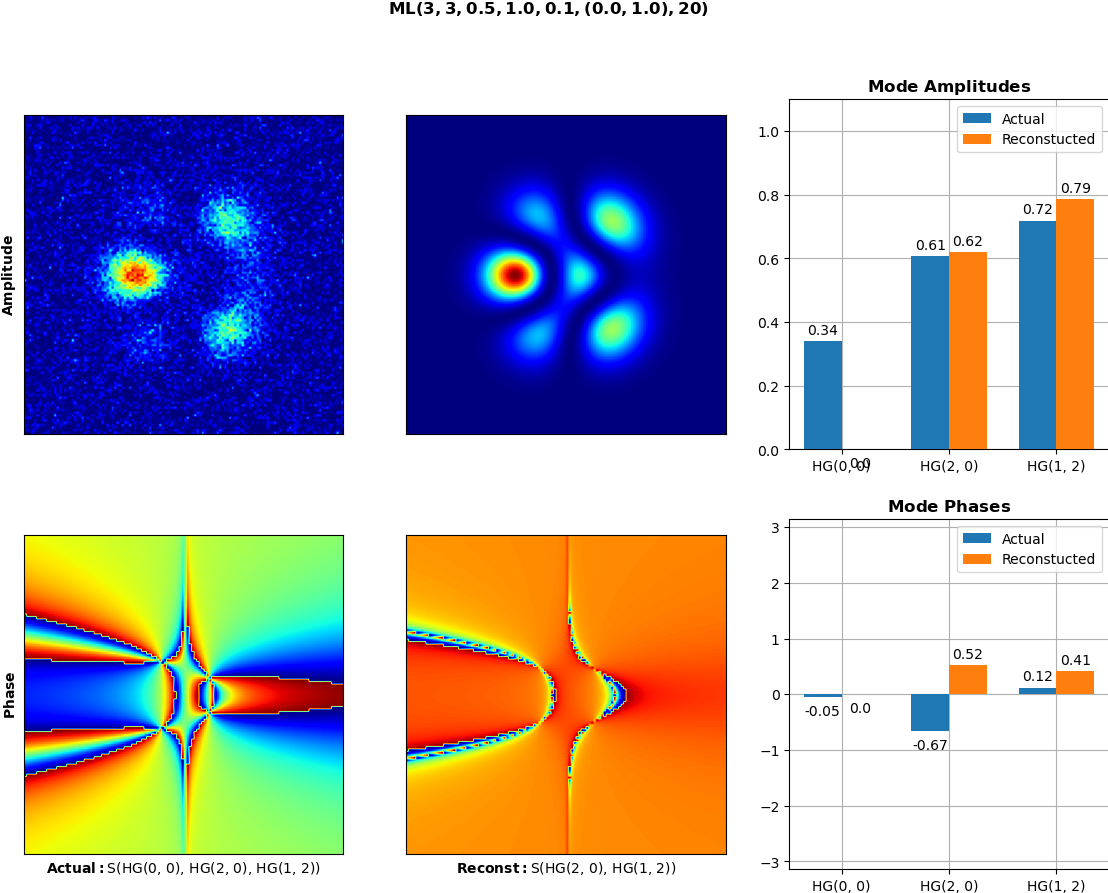 ML(3, 3, 0.5, 1.0, 0.1, (0.0, 1.0), 20)
Amplitude
Mode Amplitudes
Actual
Reconstucted
1.0
0.8
0.6
0.4
0.2
0.0
0.34
0.0
0.61
0.62
0.72
0.79
HG(0, 0)
HG(2, 0)
HG(1, 2)
Phase
Actual: S(HG(0, 0), HG(2, 0), HG(1, 2))
Reconst: S(HG(2, 0), HG(1, 2))
Mode Phases
Actual
Reconstucted
3
2
1
0
−1
−2
−3
-0.05
0.0
-0.67
0.52
0.12
0.41
HG(0, 0)
HG(2, 0)
HG(1, 2)